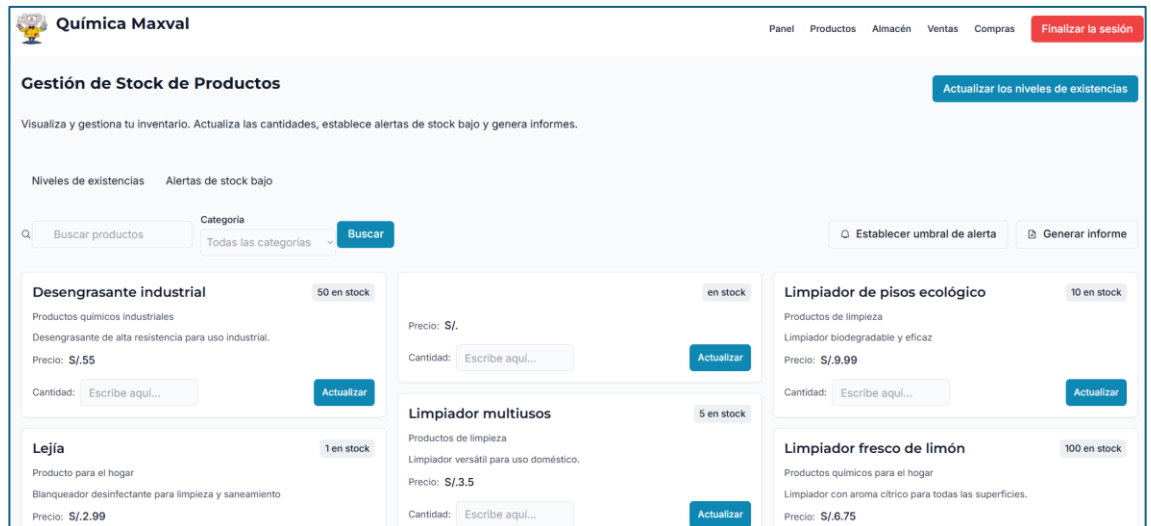 Química Maxval
Panel Productos Almacén Ventas Compras Finalizar la sesión
Gestión de Stock de Productos
Actualizar los niveles de existencias
Visualiza y gestiona tu inventario. Actualiza las cantidades, establece alertas de stock bajo y genera informes.
Niveles de existencias Alertas de stock bajo
Categoría
Buscar productos
Todas las categorías
Buscar
Establecer umbral de alerta
Generar informe
Desengrasante industrial 50 en stock
Productos químicos industriales
Desengrasante de alta resistencia para uso industrial.
Precio: S/.55
Cantidad: Escribe aquí... Actualizar
en stock
Precio: S/.
Cantidad: Escribe aquí... Actualizar
Limpiador de pisos ecológico 10 en stock
Productos de limpieza
Limpiador biodegradable y eficaz
Precio: S/.9.99
Cantidad: Escribe aquí... Actualizar
Lejía 1 en stock
Producto para el hogar
Blanqueador desinfectante para limpieza y saneamiento
Precio: S/.2.99
Limpiador multiusos 5 en stock
Productos de limpieza
Limpiador versátil para uso doméstico.
Precio: S/.3.5
Cantidad: Escribe aquí... Actualizar
Limpiador fresco de limón 100 en stock
Productos químicos para el hogar
Limpiador con aroma cítrico para todas las superficies.
Precio: S/.6.75